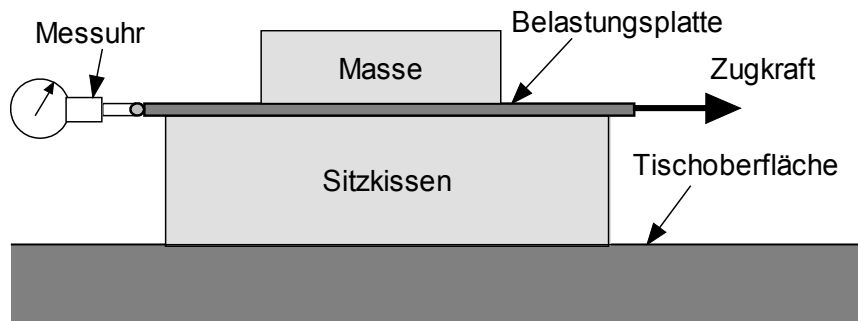 Belastungsplatte
Messuhr
Masse
Zugkraft
Sitzkissen
Tischoberfläche